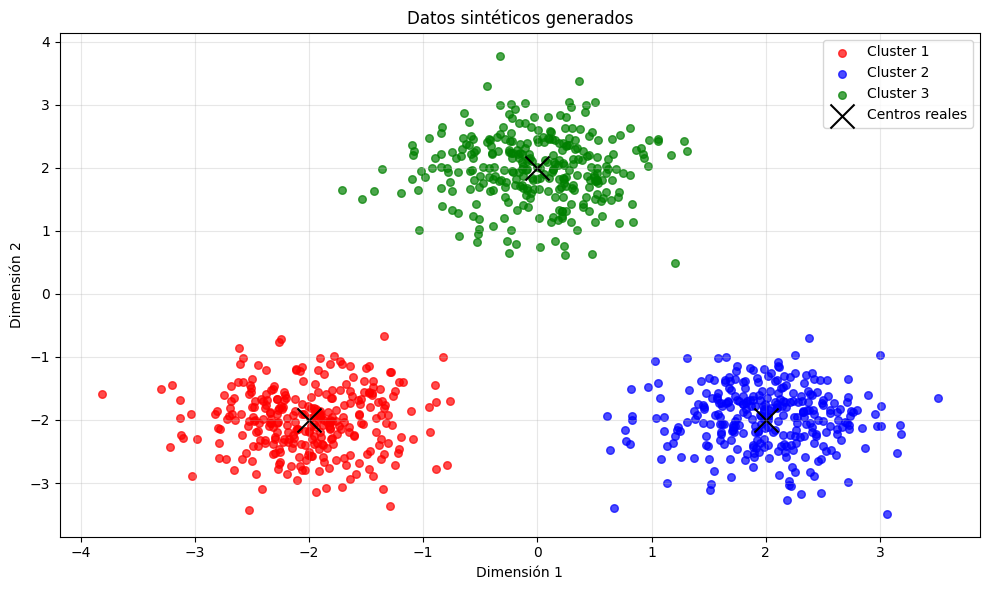 Datos sintéticos generados
Cluster 1
Cluster 2
Cluster 3
Centros reales
4
3
2
1
0
−1
−2
−3
Dimensión 2
−4
−3
−2
−1
0
1
2
3
Dimensión 1